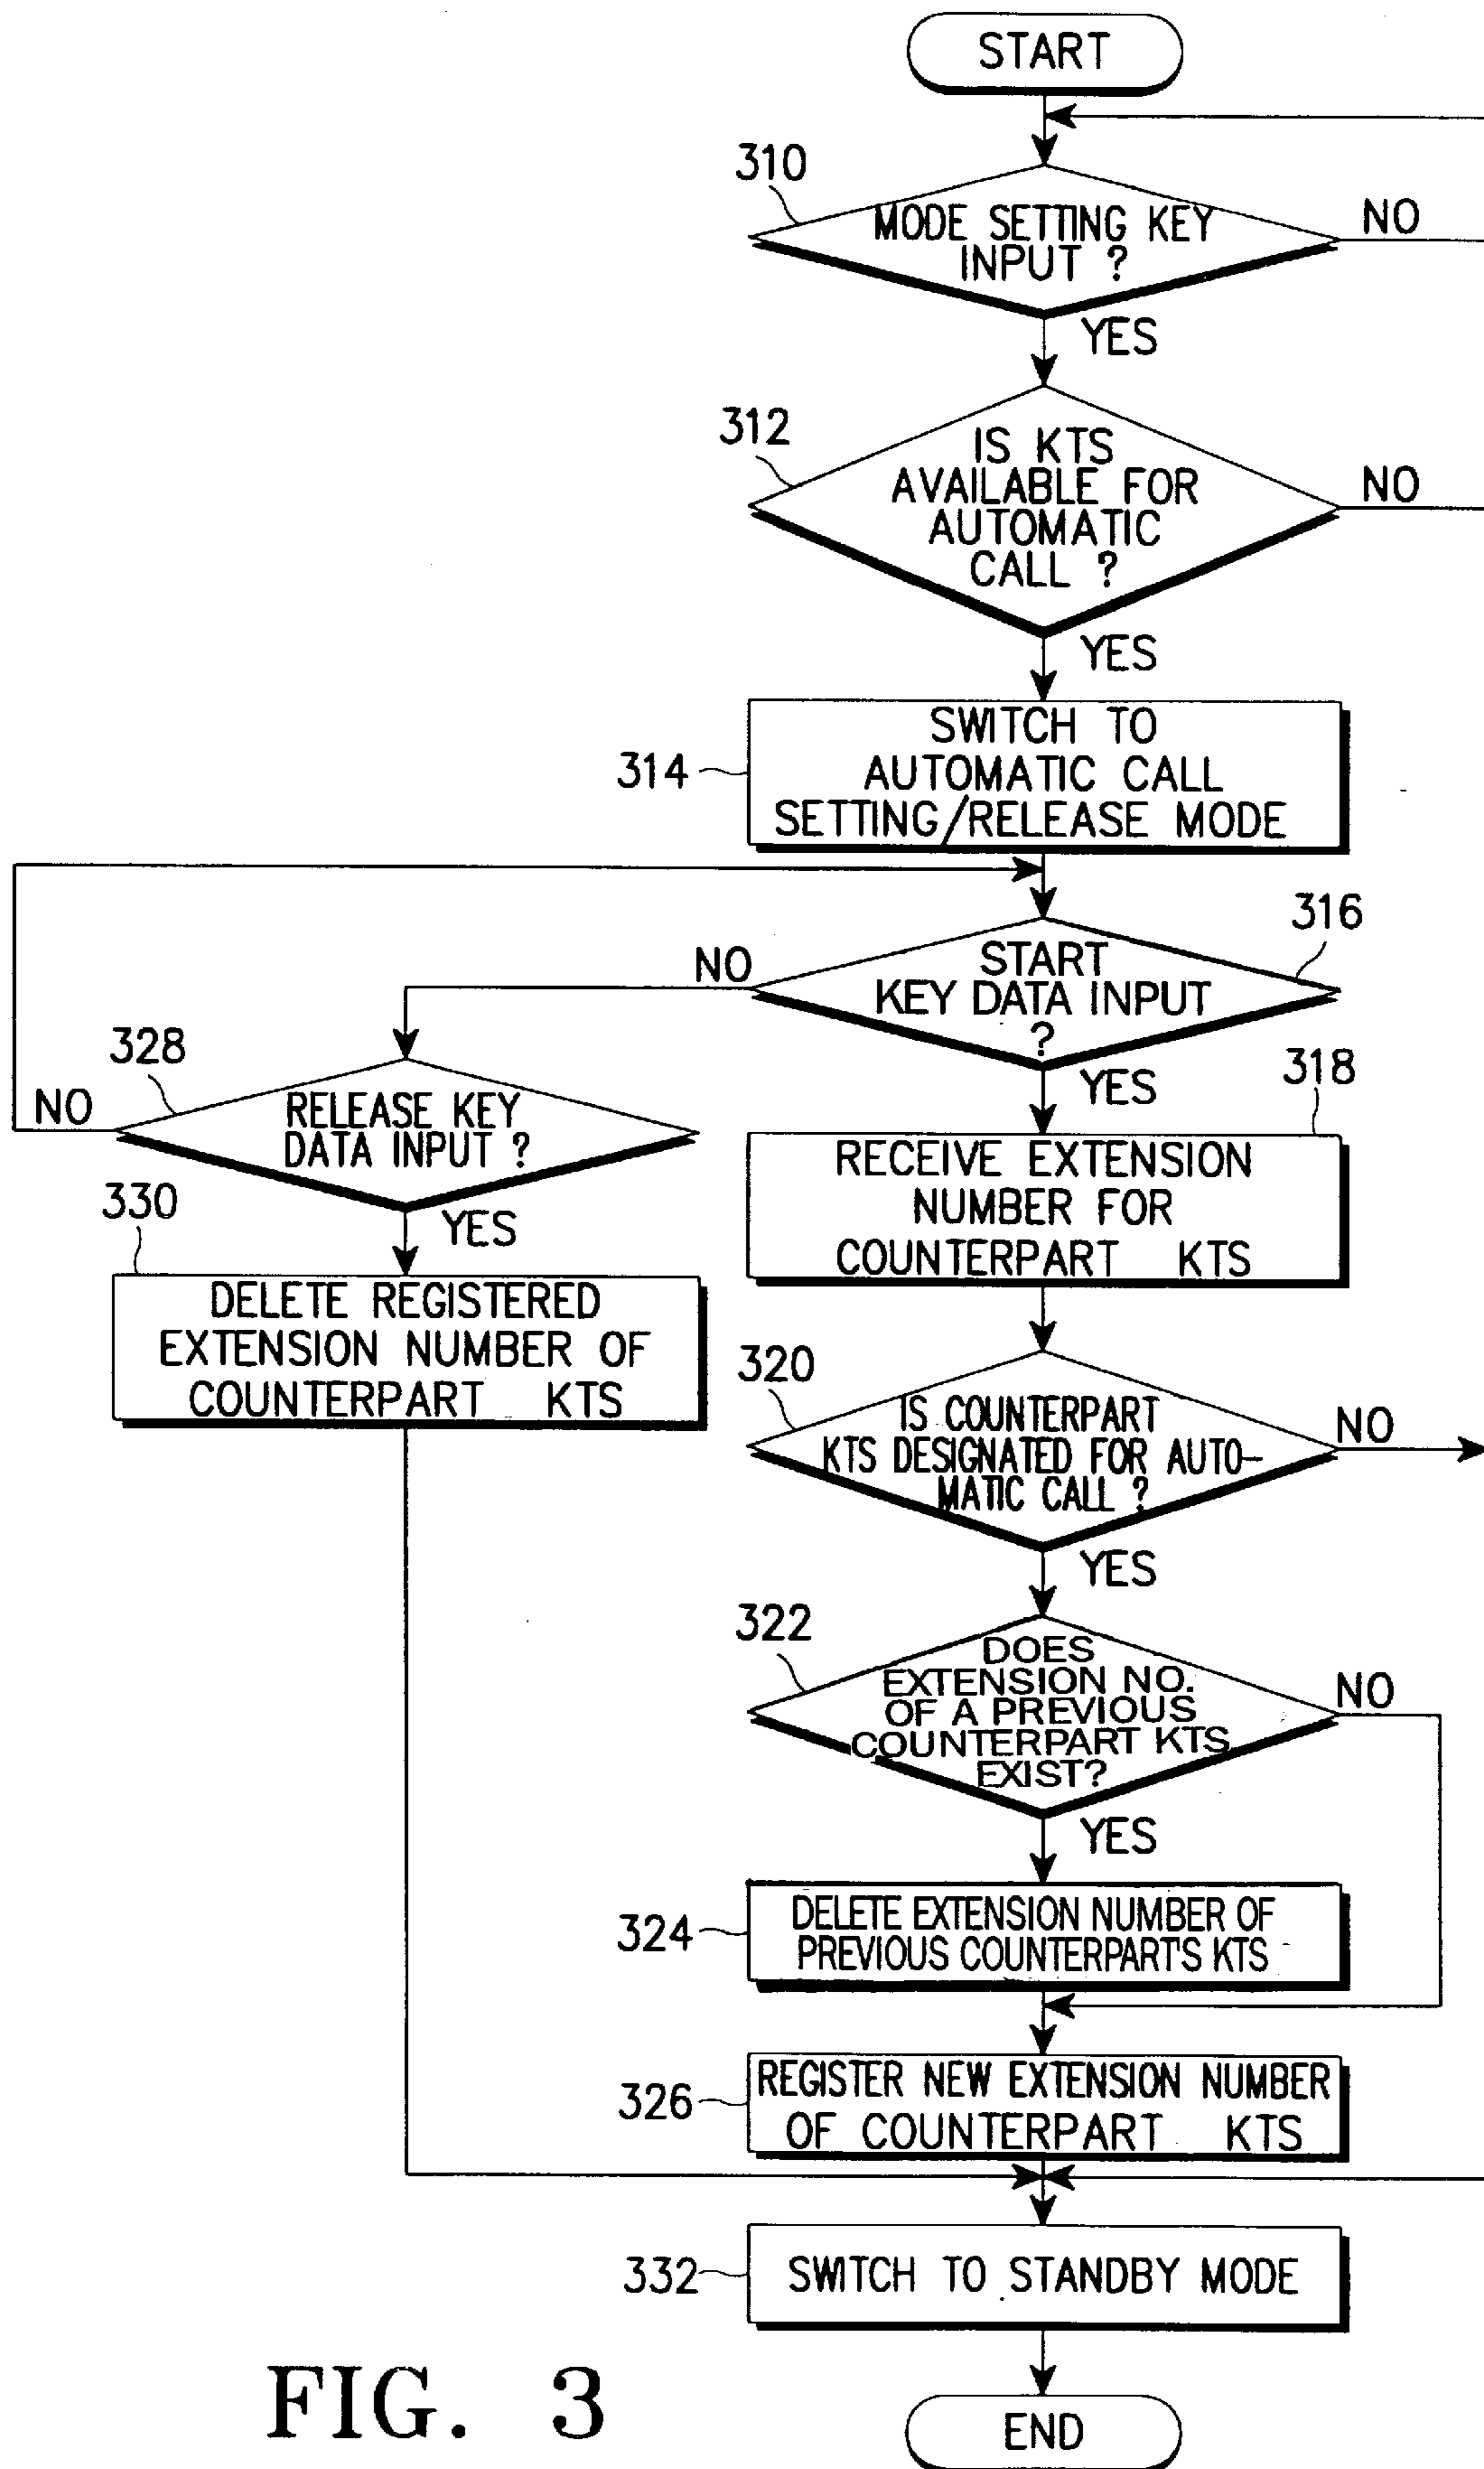 START
310
MODE SETTING KEY
INPUT ?
NO
YES
312
IS KTS
AVAILABLE FOR
AUTOMATIC
CALL ?
NO
YES
314
SWITCH TO
AUTOMATIC CALL
SETTING/RELEASE MODE
316
START
KEY DATA INPUT
?
NO
YES
328
RELEASE KEY
DATA INPUT ?
NO
YES
318
RECEIVE EXTENSION
NUMBER FOR
COUNTERPART KTS
330
DELETE REGISTERED
EXTENSION NUMBER OF
COUNTERPART KTS
320
IS COUNTERPART
KTS DESIGNATED FOR AUTO-
MATIC CALL ?
NO
YES
322
DOES
EXTENSION NO.
OF A PREVIOUS
COUNTERPART KTS
EXIST?
NO
YES
324
DELETE EXTENSION NUMBER OF
PREVIOUS COUNTERPART'S KTS
326
REGISTER NEW EXTENSION NUMBER
OF COUNTERPART KTS
332
SWITCH TO STANDBY MODE
END
FIG. 3